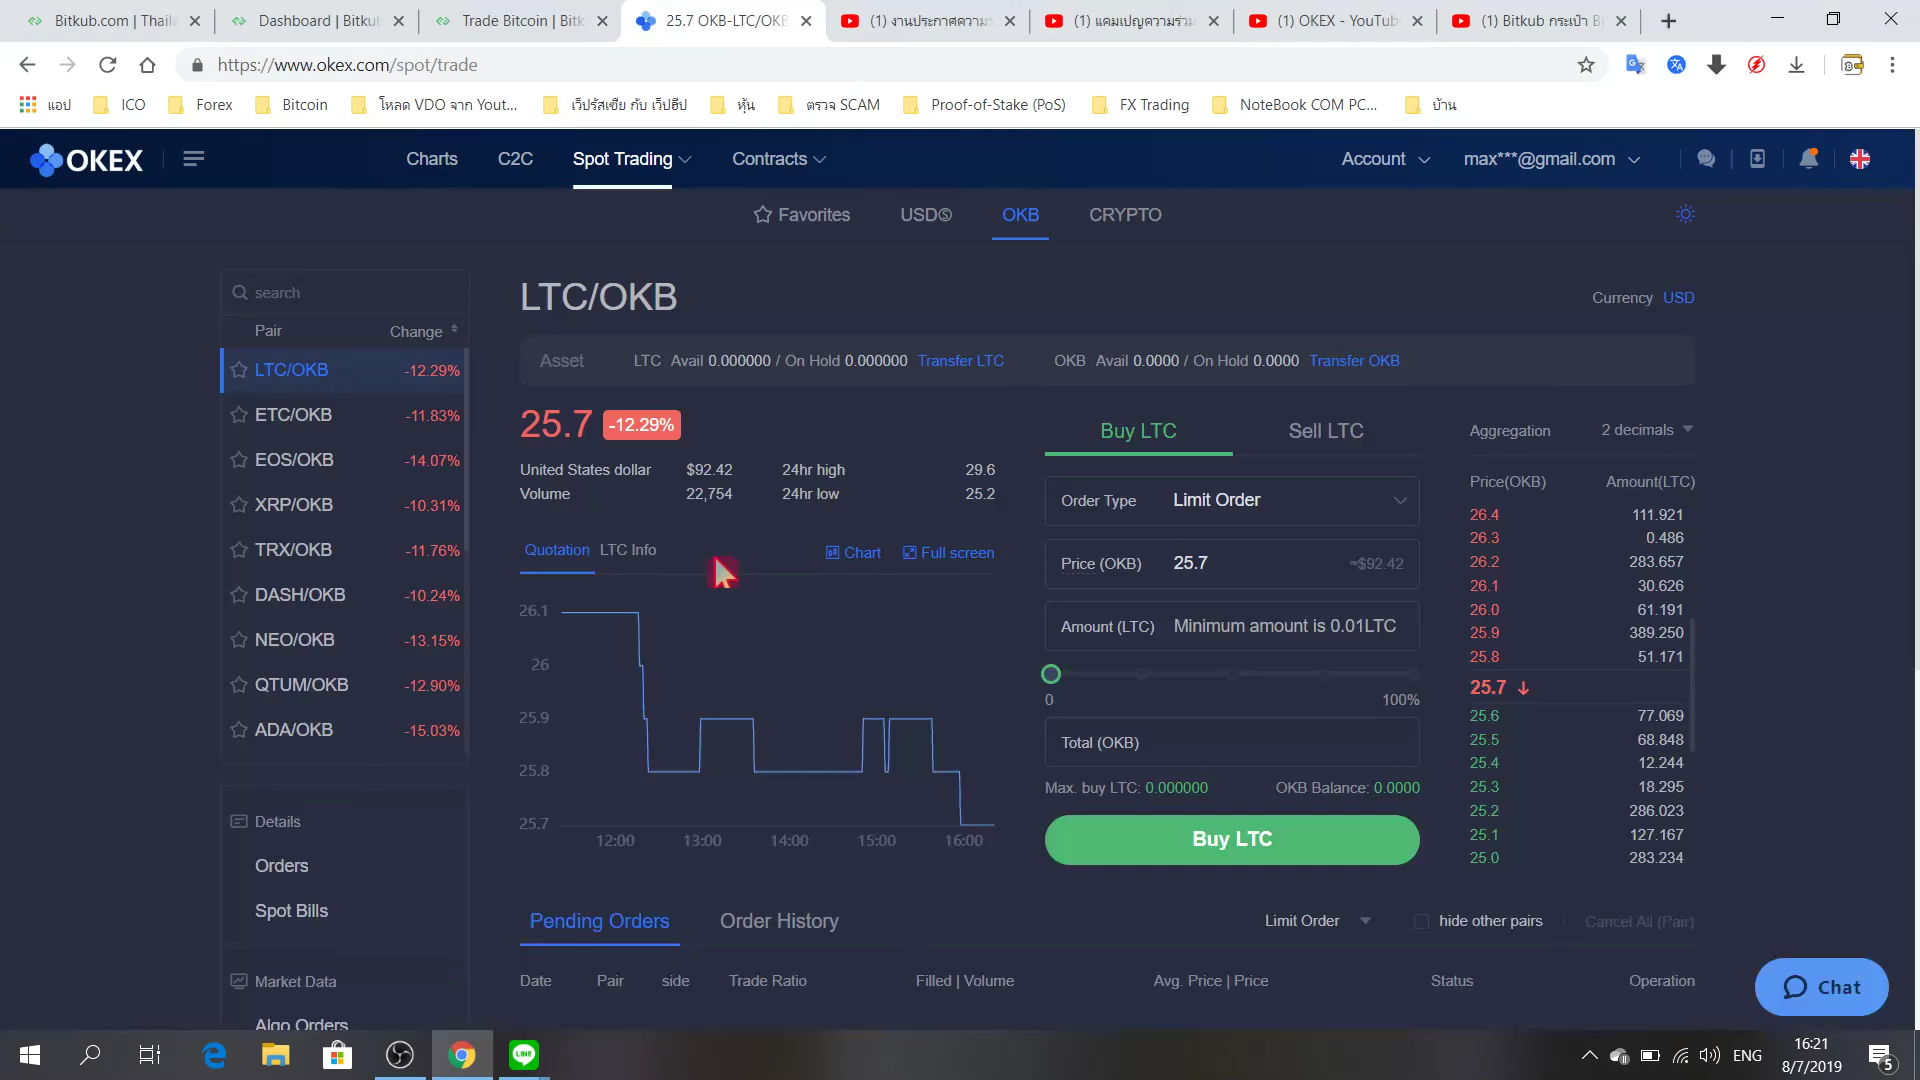 Bitkub.com | Thaila
Dashboard | Bitkub
Trade Bitcoin | Bitk
25.7 OKB-LTC/OKB
(1) งานประกาศความร
(1) แคมเปญความร่วม
(1) OKEX - YouTub
(1) Bitkub กระเป๋า B
https://www.okex.com/spot/trade
แอป
ICO
Forex
Bitcoin
โหลด VDO จาก Yout...
เว็ปรัสเซีย กับ เว็ปฮีป
หุ้น
ตรวจ SCAM
Proof-of-Stake (PoS)
FX Trading
NoteBook COM PC...
บ้าน
OKEX
Charts
C2C
Spot Trading
Contracts
Account
max***@gmail.com
Favorites
USDⓈ
OKB
CRYPTO
search
Pair
Change
LTC/OKB -12.29%
ETC/OKB -11.83%
EOS/OKB -14.07%
XRP/OKB -10.31%
TRX/OKB -11.76%
DASH/OKB -10.24%
NEO/OKB -13.15%
QTUM/OKB -12.90%
ADA/OKB -15.03%
Details
Orders
Spot Bills
Market Data
Algo Orders
LTC/OKB
Currency USD
Asset LTC Avail 0.000000 / On Hold 0.000000 Transfer LTC OKB Avail 0.0000 / On Hold 0.0000 Transfer OKB
25.7 -12.29%
United States dollar $92.42 24hr high 29.6
Volume 22,754 24hr low 25.2
Quotation LTC Info Chart Full screen
26.1
26
25.9
25.8
25.7
12:00 13:00 14:00 15:00 16:00
Buy LTC
Sell LTC
Order Type Limit Order
Price (OKB) 25.7 ≈$92.42
Amount (LTC) Minimum amount is 0.01LTC
0 100%
Total (OKB)
Max. buy LTC: 0.000000 OKB Balance: 0.0000
Buy LTC
Aggregation 2 decimals
Price(OKB) Amount(LTC)
26.4 111.921
26.3 0.486
26.2 283.657
26.1 30.626
26.0 61.191
25.9 389.250
25.8 51.171
25.7 ↓
25.6 77.069
25.5 68.848
25.4 12.244
25.3 18.295
25.2 286.023
25.1 127.167
25.0 283.234
Pending Orders Order History Limit Order hide other pairs Cancel All (Pair)
Date Pair side Trade Ratio Filled | Volume Avg. Price | Price Status Operation
Chat
LINE
ENG
16:21
8/7/2019
5